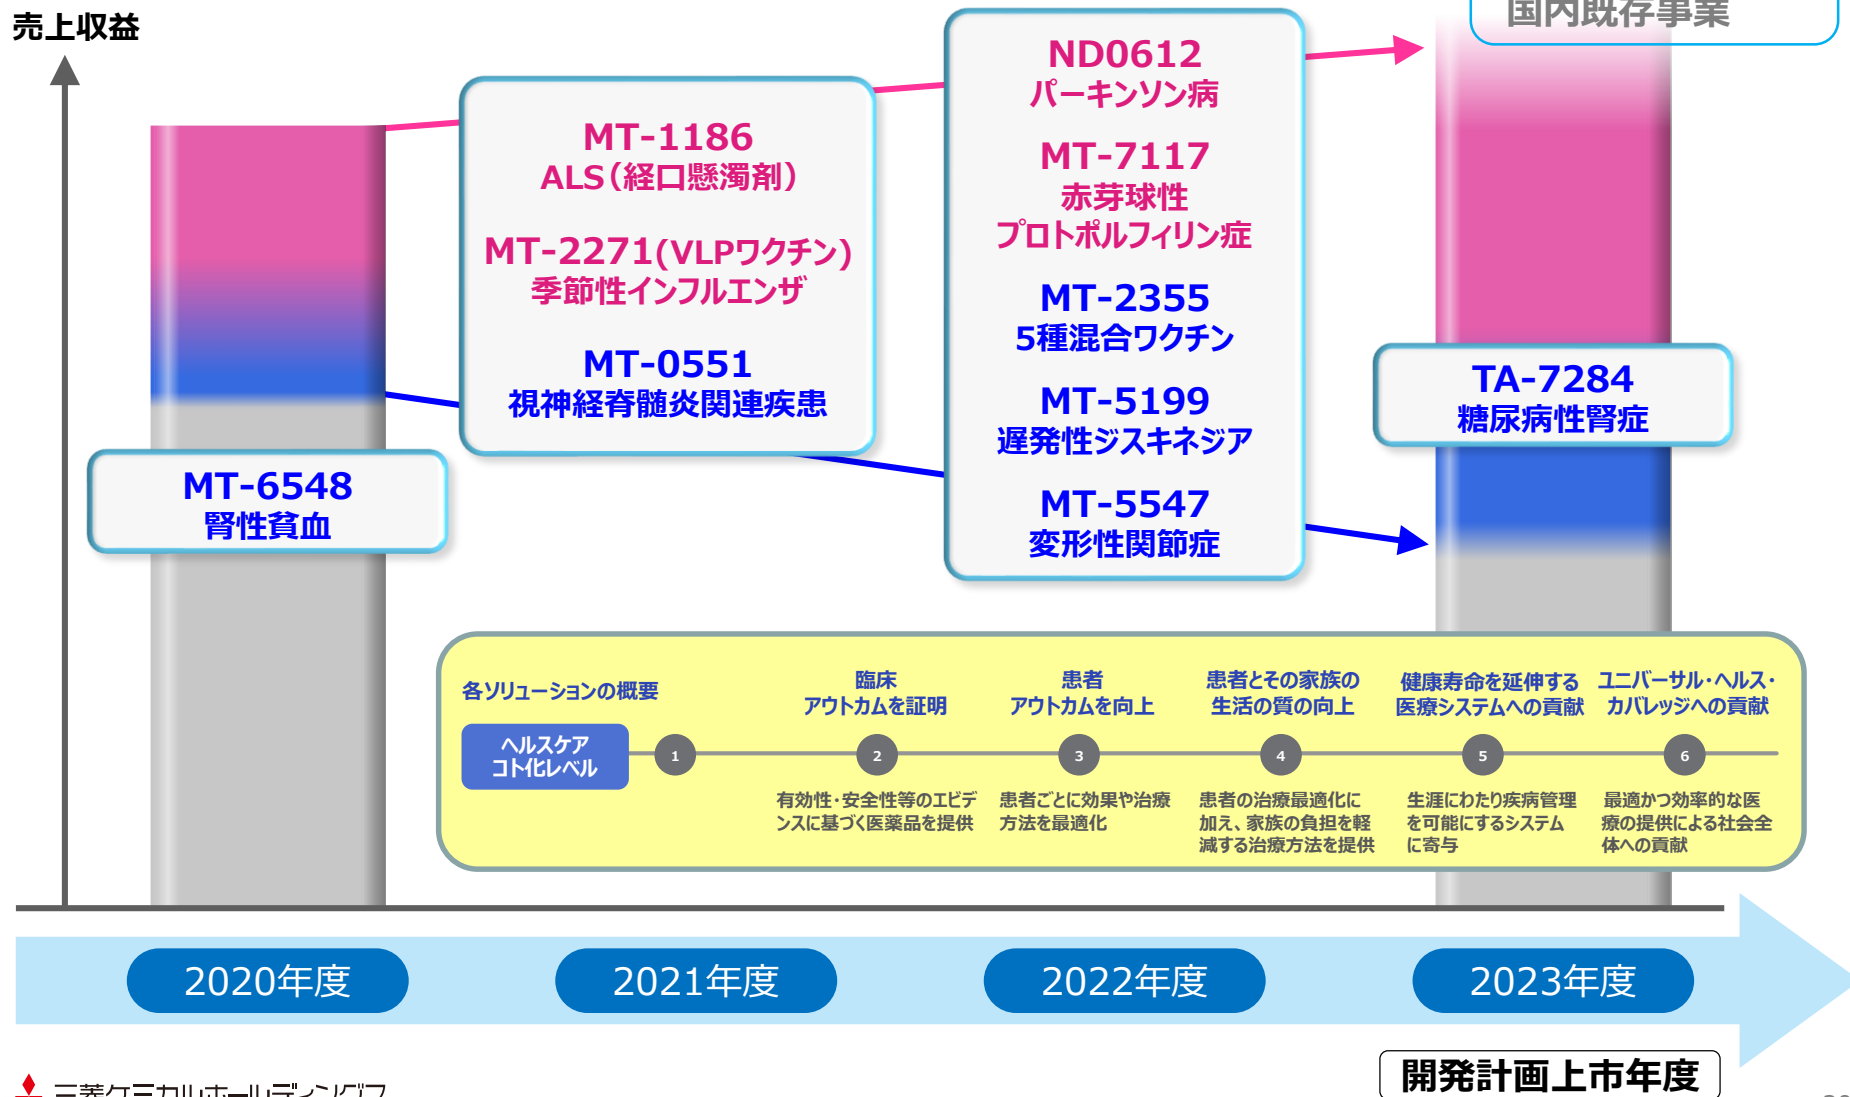 売上収益
国内既存事業
ND0612
パーキンソン病
MT-7117
赤芽球性
プロトポルフィリン症
MT-2355
5種混合ワクチン
MT-5199
遅発性ジスキネジア
MT-5547
変形性関節症
MT-1186
ALS（経口懸濁剤）
MT-2271(VLPワクチン)
季節性インフルエンザ
MT-0551
視神経脊髄炎関連疾患
TA-7284
糖尿病性腎症
MT-6548
腎性貧血
各ソリューションの概要
臨床
アウトカムを証明
患者
アウトカムを向上
患者とその家族の
生活の質の向上
健康寿命を延伸する
医療システムへの貢献
ユニバーサル・ヘルス・
カバレッジへの貢献
ヘルスケア
コト化レベル
1
2
3
4
5
6
有効性・安全性等のエビデ
ンスに基づく医薬品を提供
患者ごとに効果や治療
方法を最適化
患者の治療最適化に
加え、家族の負担を軽
減する治療方法を提供
生涯にわたり疾病管理
を可能にするシステム
に寄与
最適かつ効率的な医
療の提供による社会全
体への貢献
2020年度
2021年度
2022年度
2023年度
開発計画上市年度
三菱ケミカルホールディングス